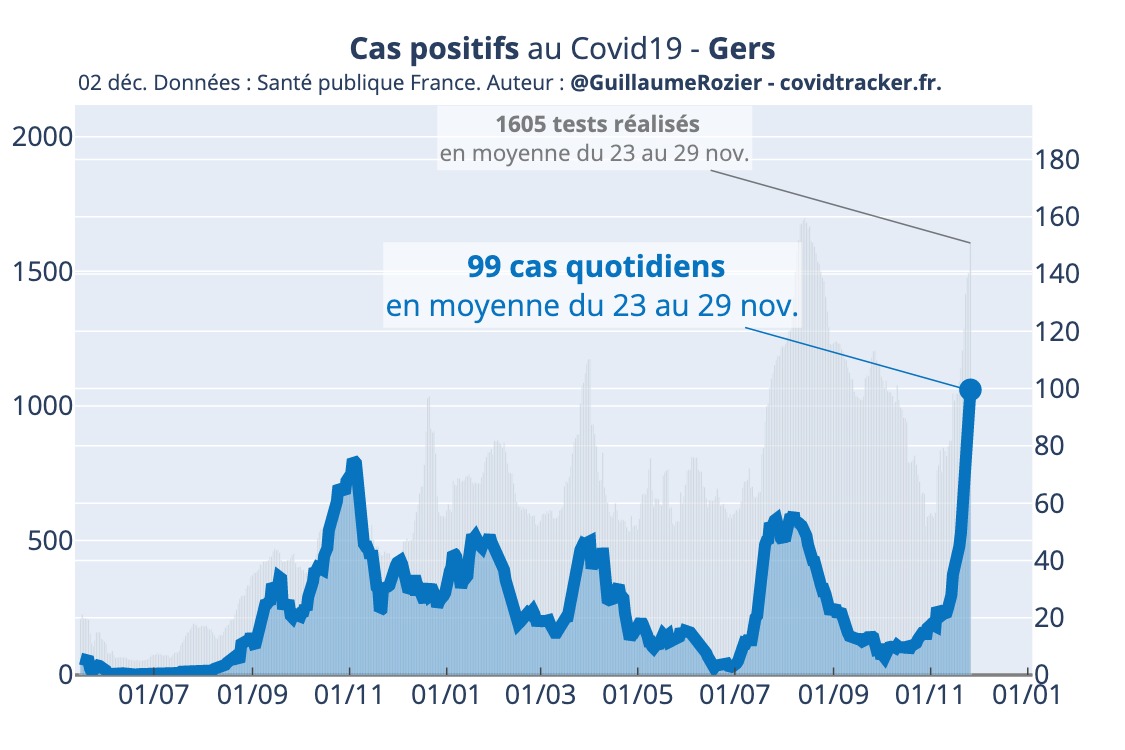 Cas positifs au Covid19 - Gers
02 déc. Données : Santé publique France. Auteur : @GuillaumeRozier - covidtracker.fr.
1605 tests réalisés
en moyenne du 23 au 29 nov.
99 cas quotidiens
en moyenne du 23 au 29 nov.
2000
1500
1000
500
0
180
160
140
120
100
80
60
40
20
0
01/07 01/09 01/11 01/01 01/03 01/05 01/07 01/09 01/11 01/01